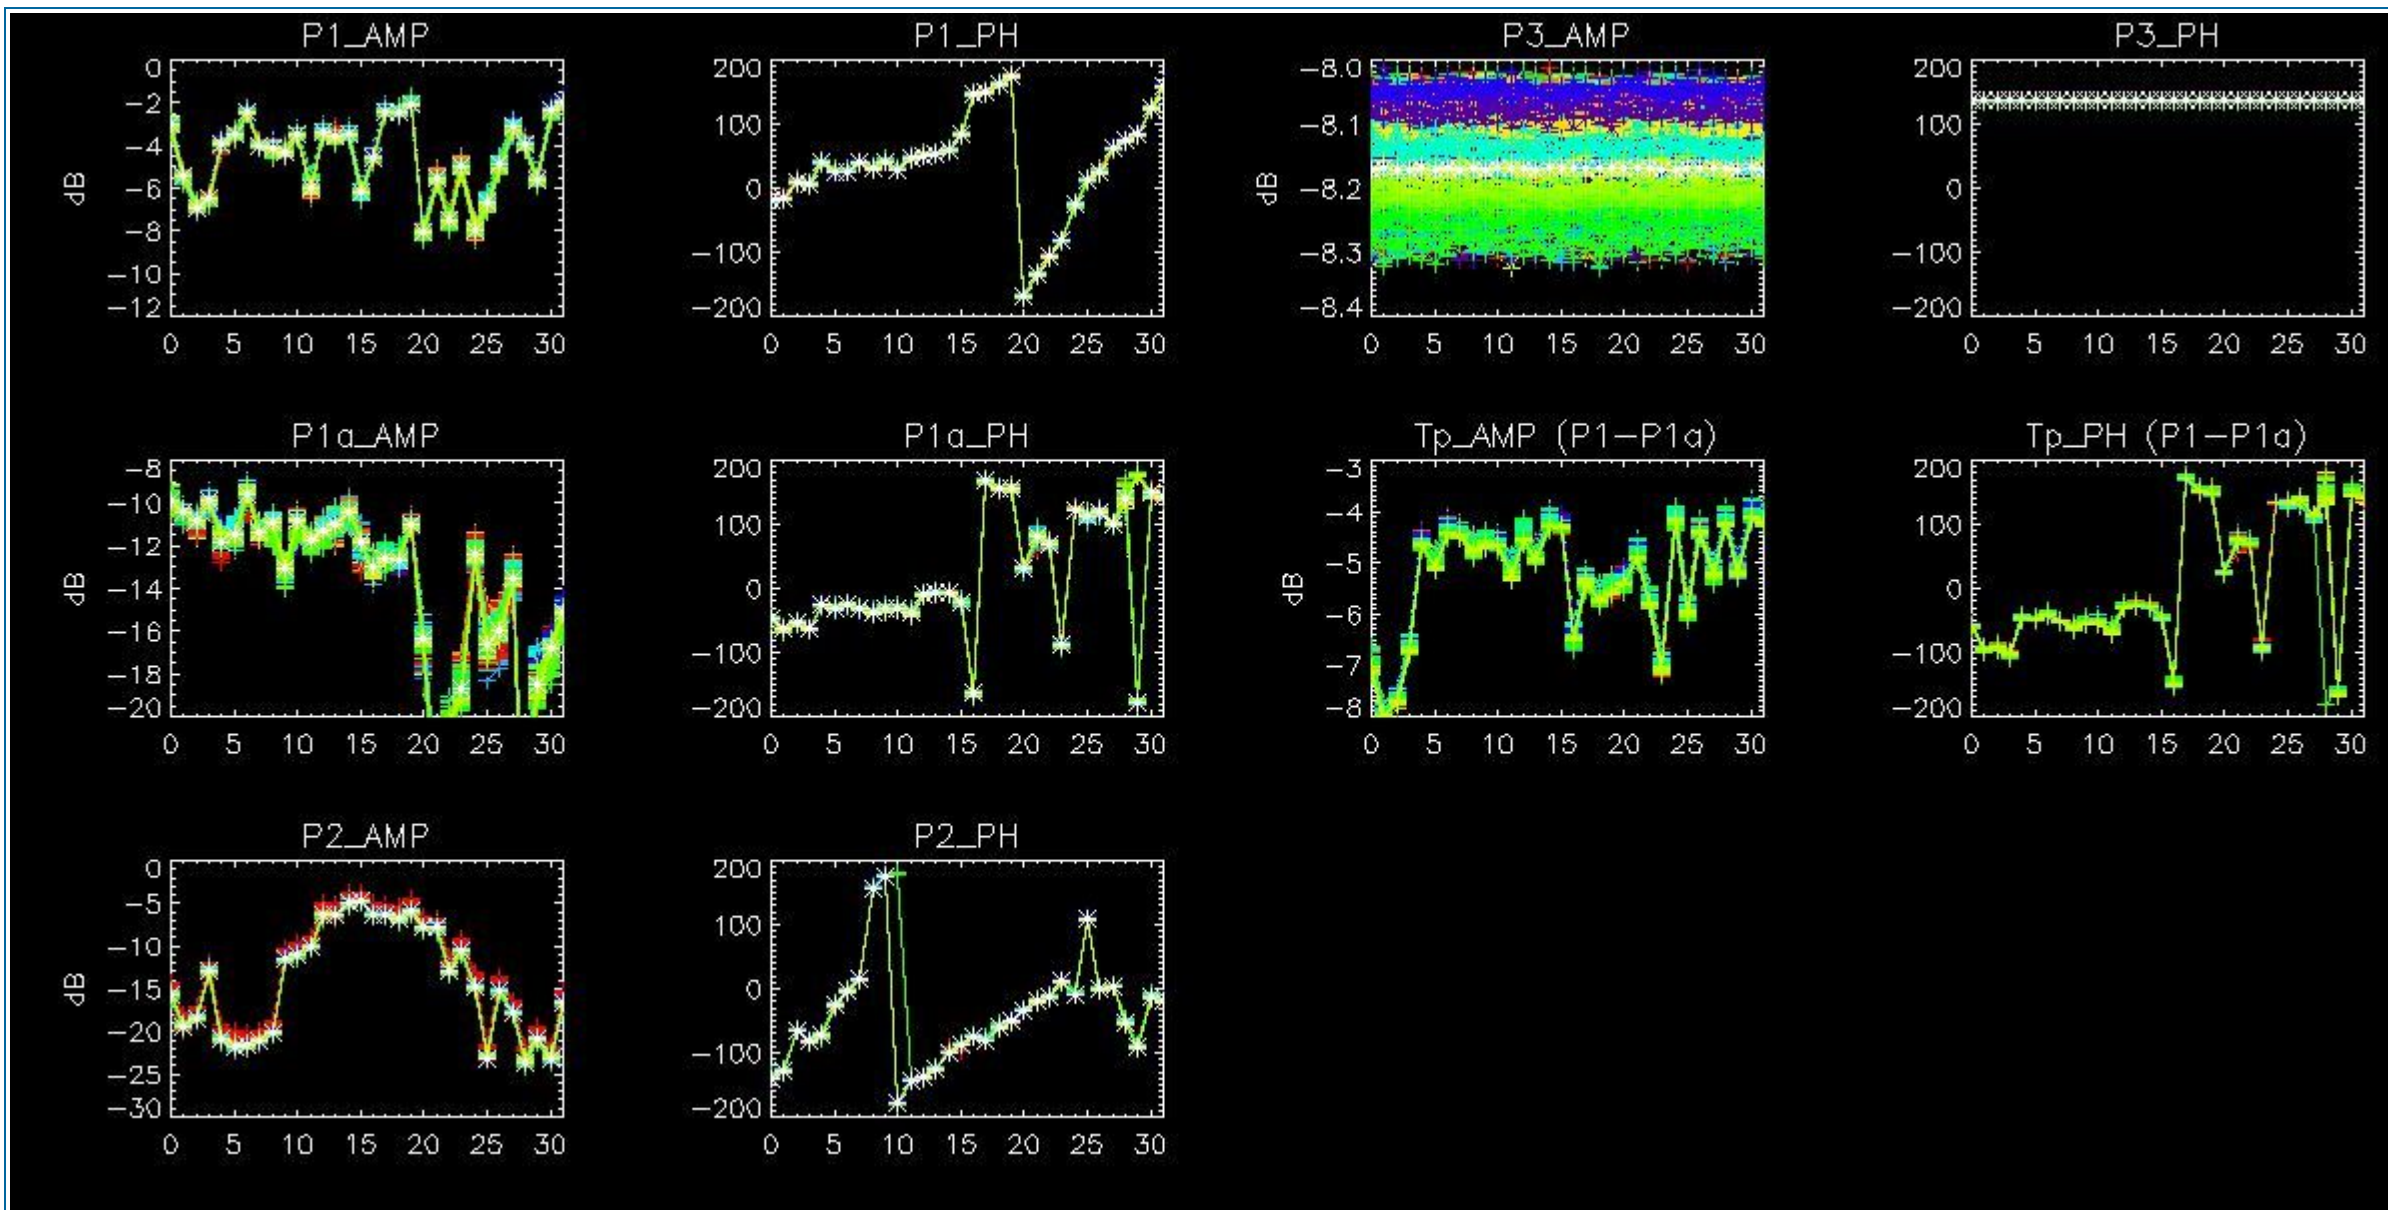 P1_AMP
0
−2
−4
−6
−8
−10
−12
dB
0 5 10 15 20 25 30
P1_PH
200
100
0
−100
−200
0 5 10 15 20 25 30
P3_AMP
−8.0
−8.1
−8.2
−8.3
−8.4
dB
0 5 10 15 20 25 30
P3_PH
200
100
0
−100
−200
0 5 10 15 20 25 30
P1a_AMP
−8
−10
−12
−14
−16
−18
−20
dB
0 5 10 15 20 25 30
P1a_PH
200
100
0
−100
−200
0 5 10 15 20 25 30
Tp_AMP (P1−P1a)
−3
−4
−5
−6
−7
−8
dB
0 5 10 15 20 25 30
Tp_PH (P1−P1a)
200
100
0
−100
−200
0 5 10 15 20 25 30
P2_AMP
0
−5
−10
−15
−20
−25
−30
dB
0 5 10 15 20 25 30
P2_PH
200
100
0
−100
−200
0 5 10 15 20 25 30